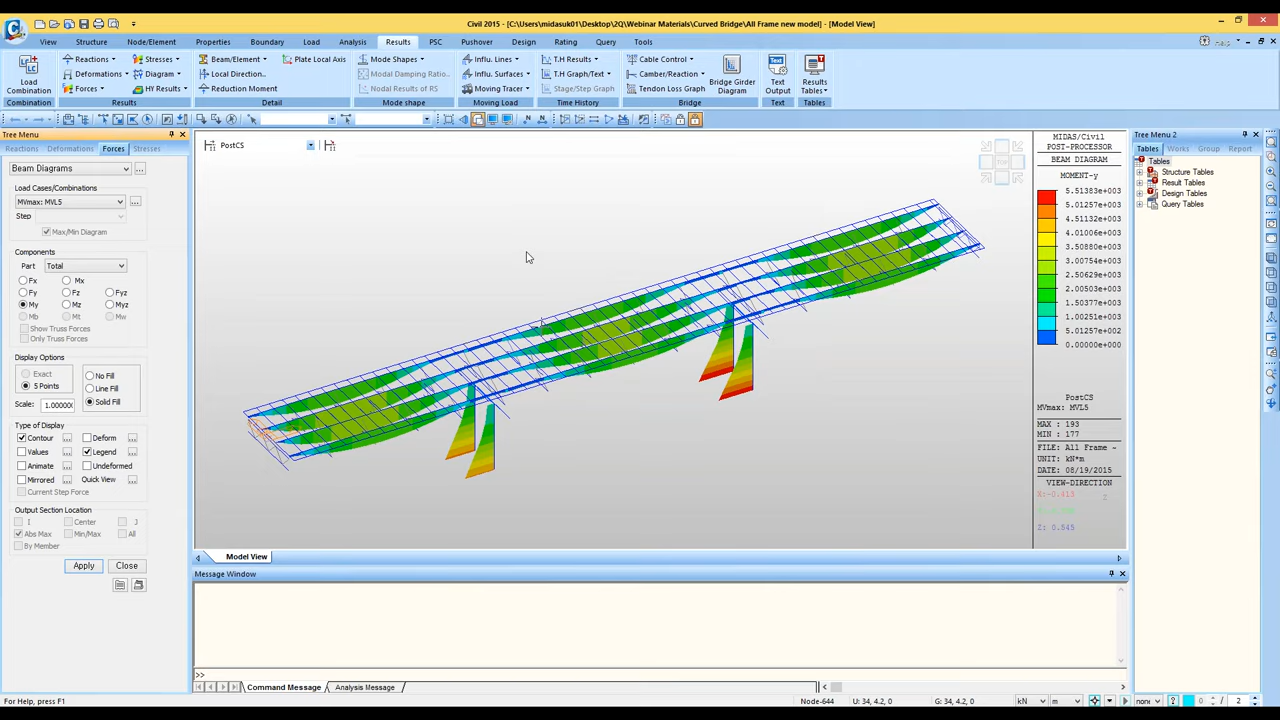 Civil 2015 - [C:\Users\midasuk01\Desktop\2Q\Webinar Materials\Curved Bridge\All Frame new model] - [Model View]
View Structure Node/Element Properties Boundary Load Analysis Results PSC Pushover Design Rating Query Tools Help
Load Combination
Reactions
Deformations
Forces
Stresses
Diagram
HY Results
Beam/Element
Local Direction...
Reduction Moment
Plate Local Axis
Mode Shapes
Modal Damping Ratio...
Nodal Results of RS
Influ. Lines
Influ. Surfaces
Moving Tracer
T.H Results
T.H Graph/Text
Stage/Step Graph
Cable Control
Camber/Reaction
Tendon Loss Graph
Bridge Girder Diagram
Text Output
Results Tables
Combination Results Detail Mode shape Moving Load Time History Bridge Text Tables
Tree Menu
Reactions Deformations Forces Stresses
Beam Diagrams
Load Cases/Combinations
MVmax: MVL5
Step
Max/Min Diagram
Components
Part Total
Fx Mx
Fy Fz Fyz
My Mz Myz
Mb Mt Mw
Show Truss Forces
Only Truss Forces
Display Options
Exact
5 Points
No Fill
Line Fill
Solid Fill
Scale: 1.00000
Type of Display
Contour Deform
Values Legend
Animate Undeformed
Mirrored Quick View
Current Step Force
Output Section Location
I Center J
Abs Max Min/Max All
By Member
Apply Close
PostCS
TOP
MIDAS/Civil
POST-PROCESSOR
BEAM DIAGRAM
MOMENT-y
5.51383e+003
5.01257e+003
4.51132e+003
4.01006e+003
3.50880e+003
3.00754e+003
2.50629e+003
2.00503e+003
1.50377e+003
1.00251e+003
5.01257e+002
0.00000e+000
PostCS
MVmax: MVL5
MAX : 193
MIN : 177
FILE: All Frame ~
UNIT: kN*m
DATE: 08/19/2015
VIEW-DIRECTION
X:-0.413
Z: 0.545
Tree Menu 2
Tables Works Group Report
Tables
Structure Tables
Result Tables
Design Tables
Query Tables
Model View
Message Window
>>
Command Message Analysis Message
For Help, press F1
Node-644
U: 34, 4.2, 0
G: 34, 4.2, 0
kN
m
non
0 / 2